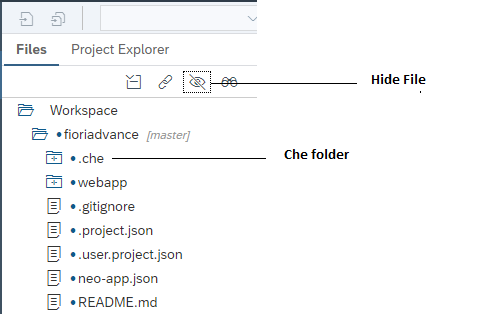 Files Project Explorer
Hide File
Workspace
fioriadvance [master]
.che
Che folder
webapp
.gitignore
.project.json
.user.project.json
neo-app.json
README.md